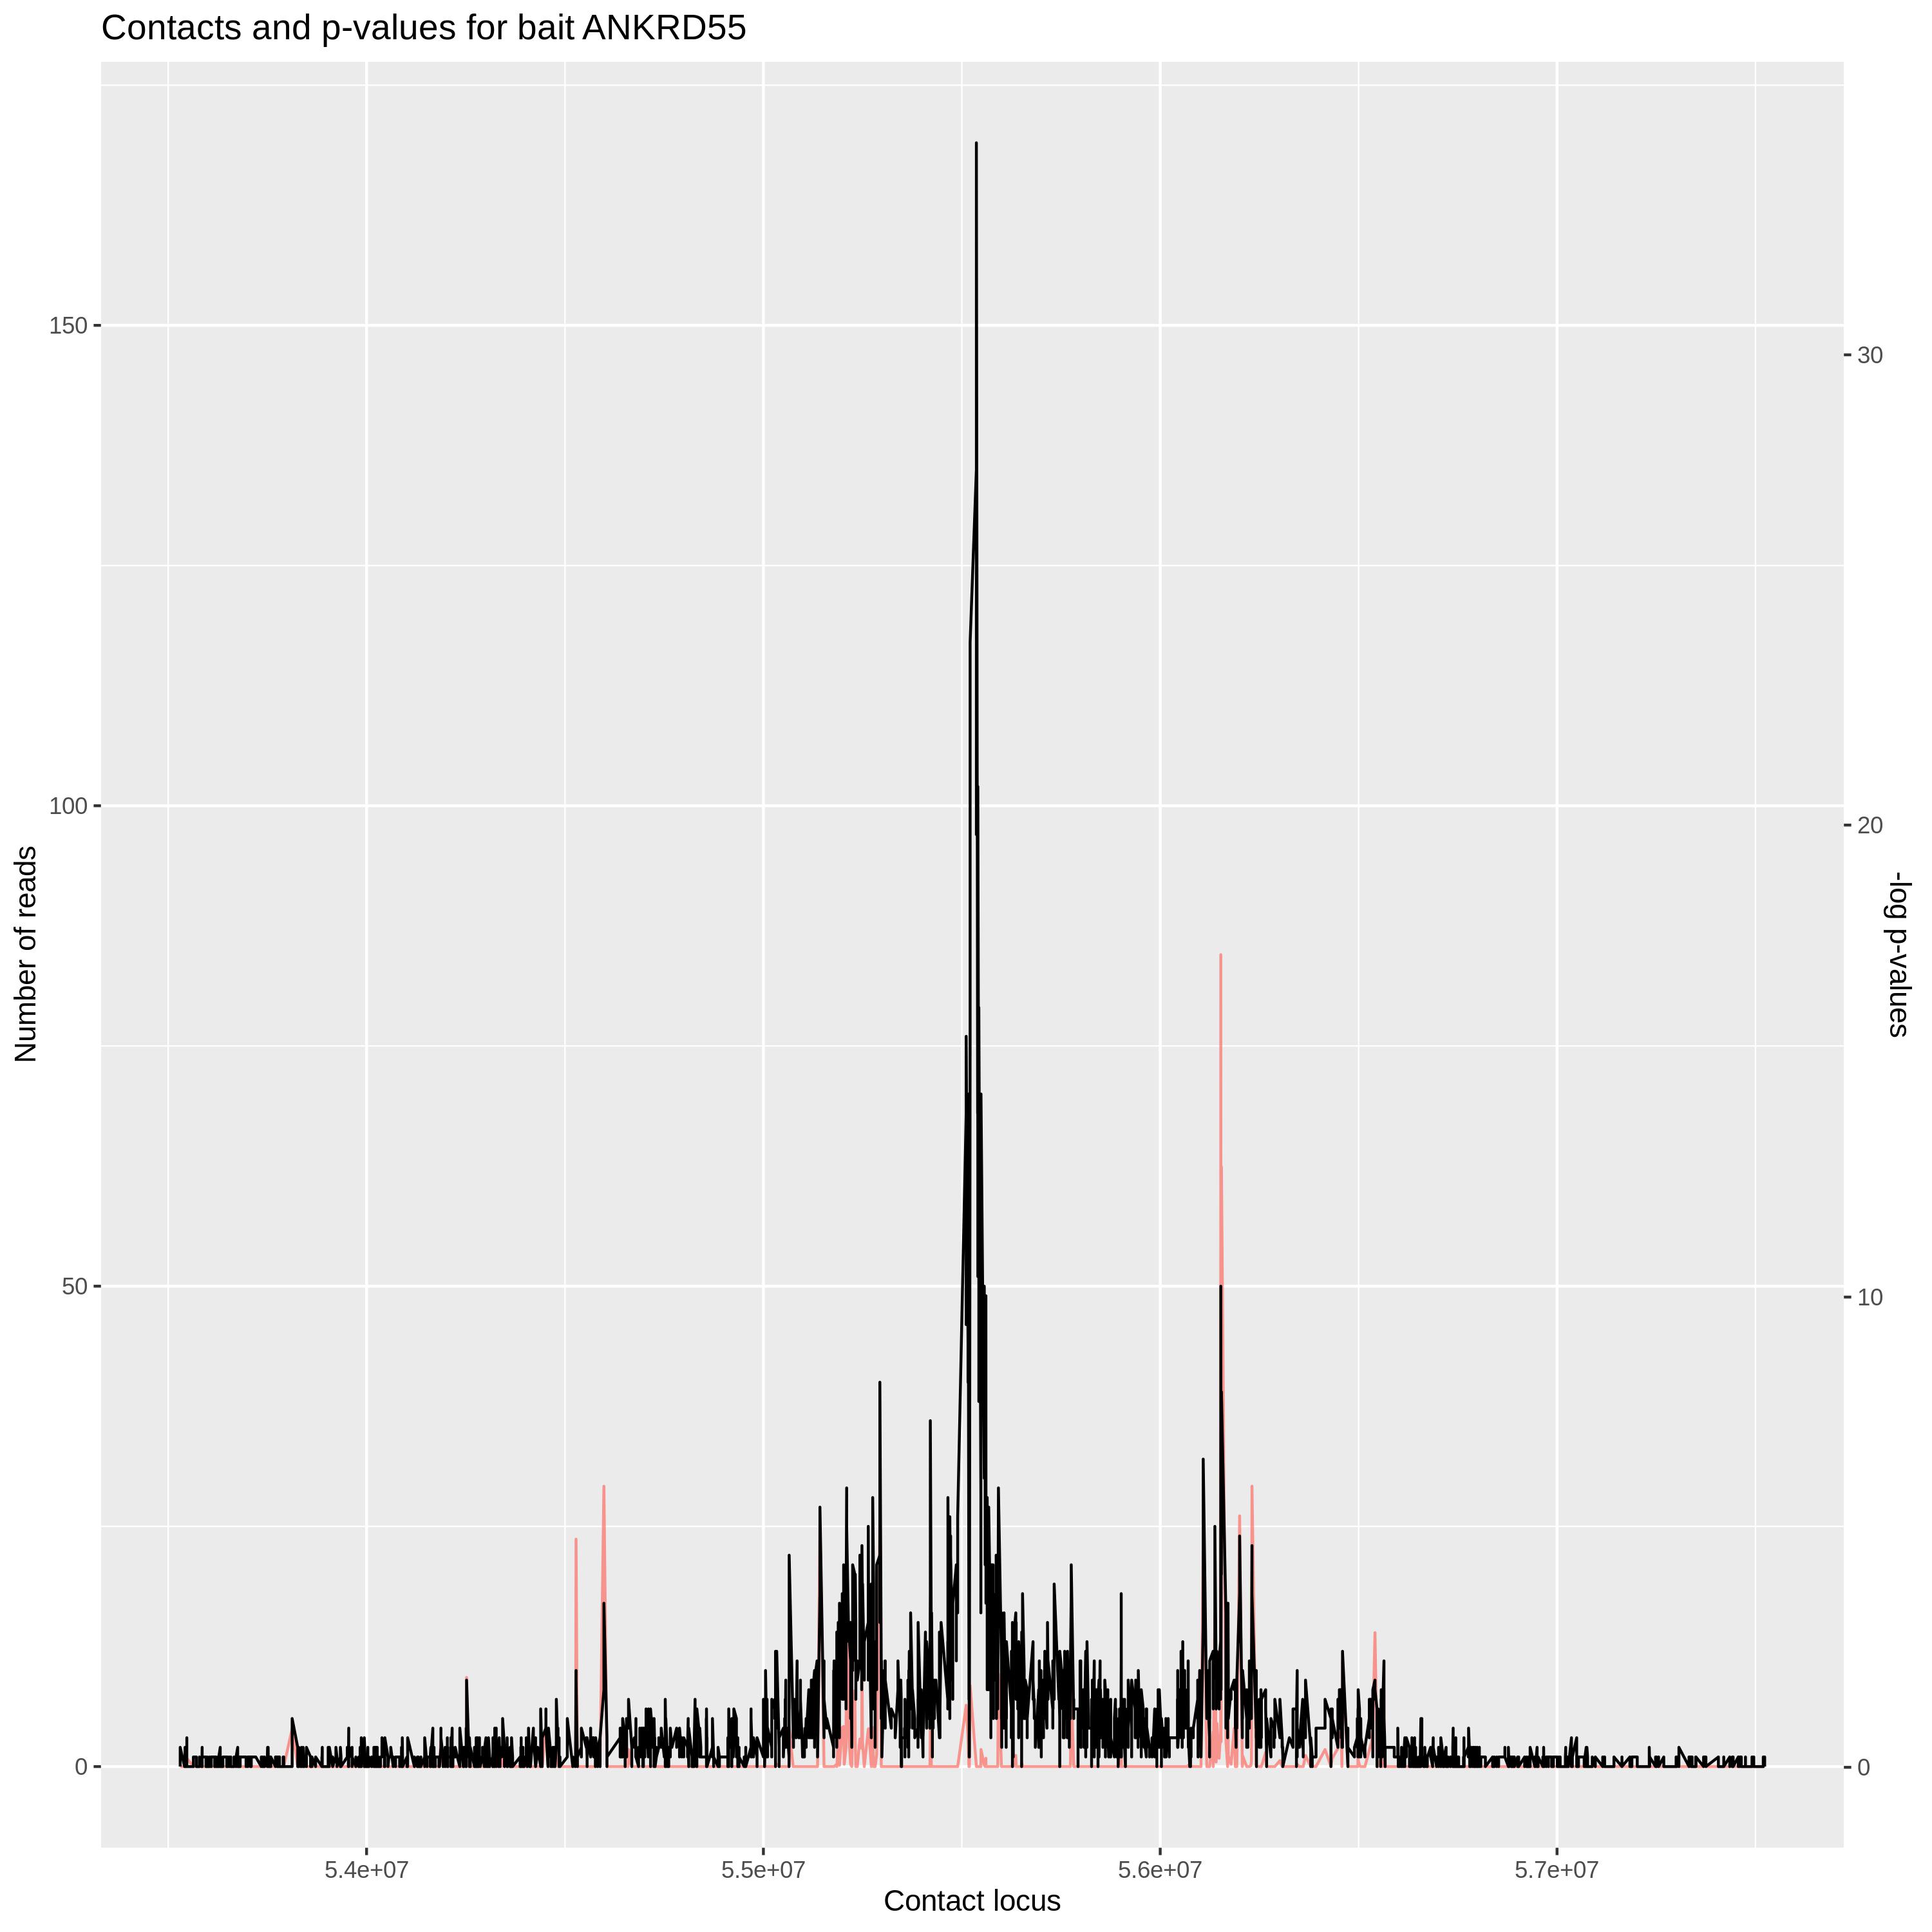 Contacts and p-values for bait ANKRD55
150
100
50
0
30
20
10
0
Number of reads
-log p-values
5.4e+07 5.5e+07 5.6e+07 5.7e+07
Contact locus